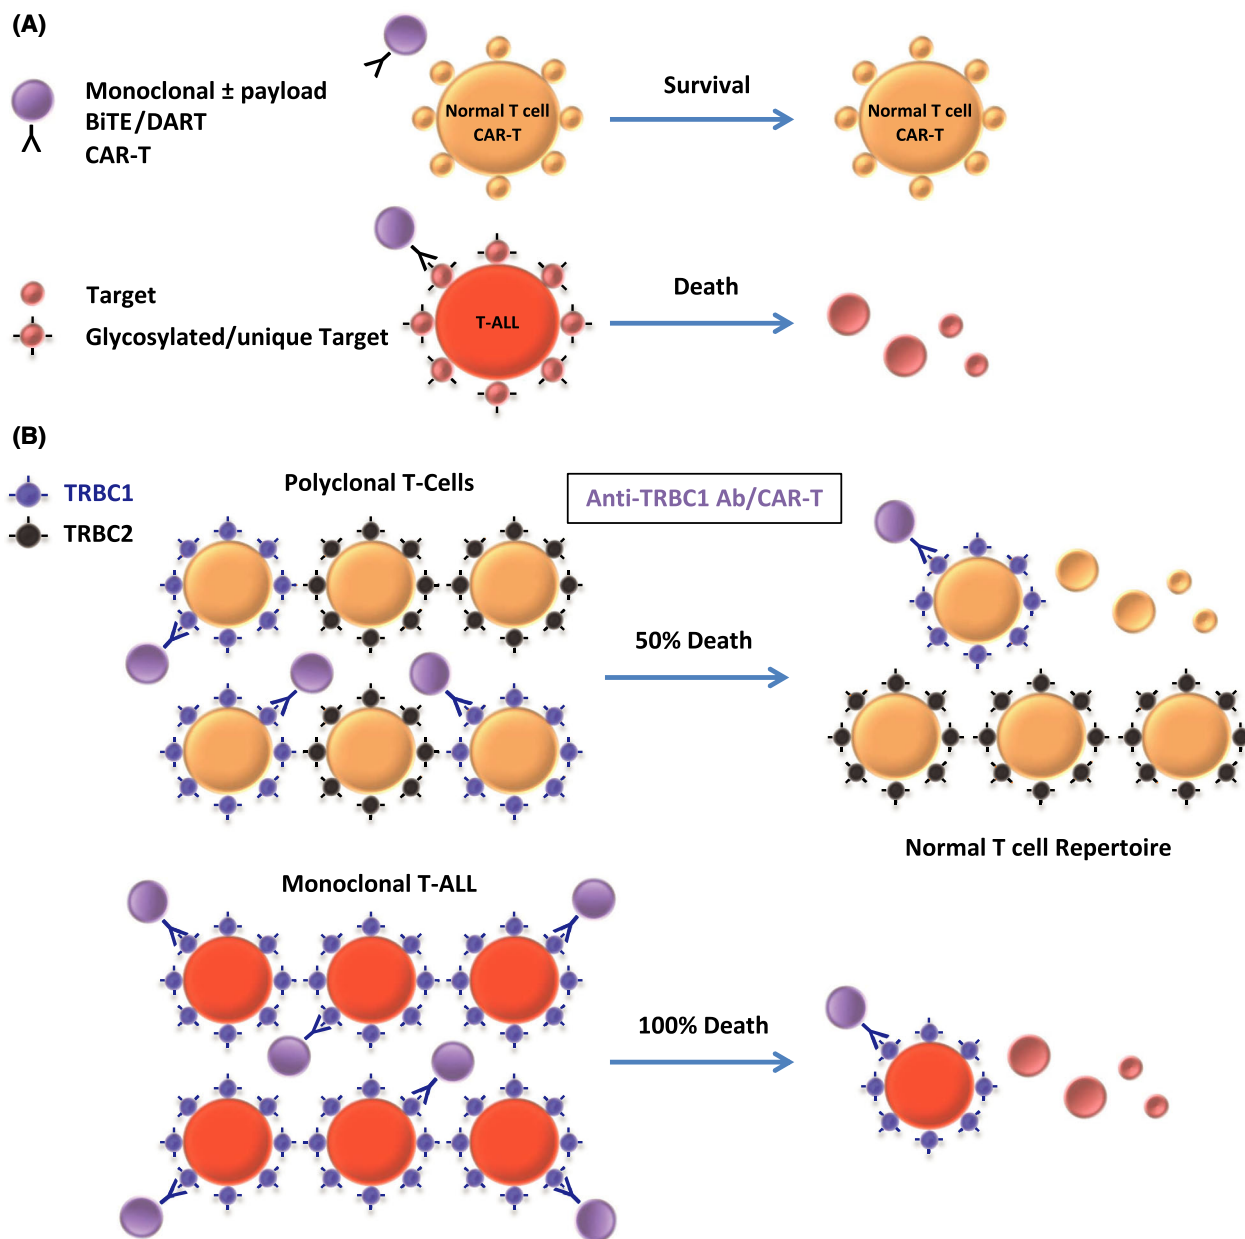 (A)
Monoclonal ± payload
BiTE/DART
CAR-T
Normal T cell
CAR-T
Survival
Normal T cell
CAR-T
Target
Glycosylated/unique Target
T-ALL
Death
(B)
TRBC1
TRBC2
Polyclonal T-Cells
Anti-TRBC1 Ab/CAR-T
50% Death
Normal T cell Repertoire
Monoclonal T-ALL
100% Death